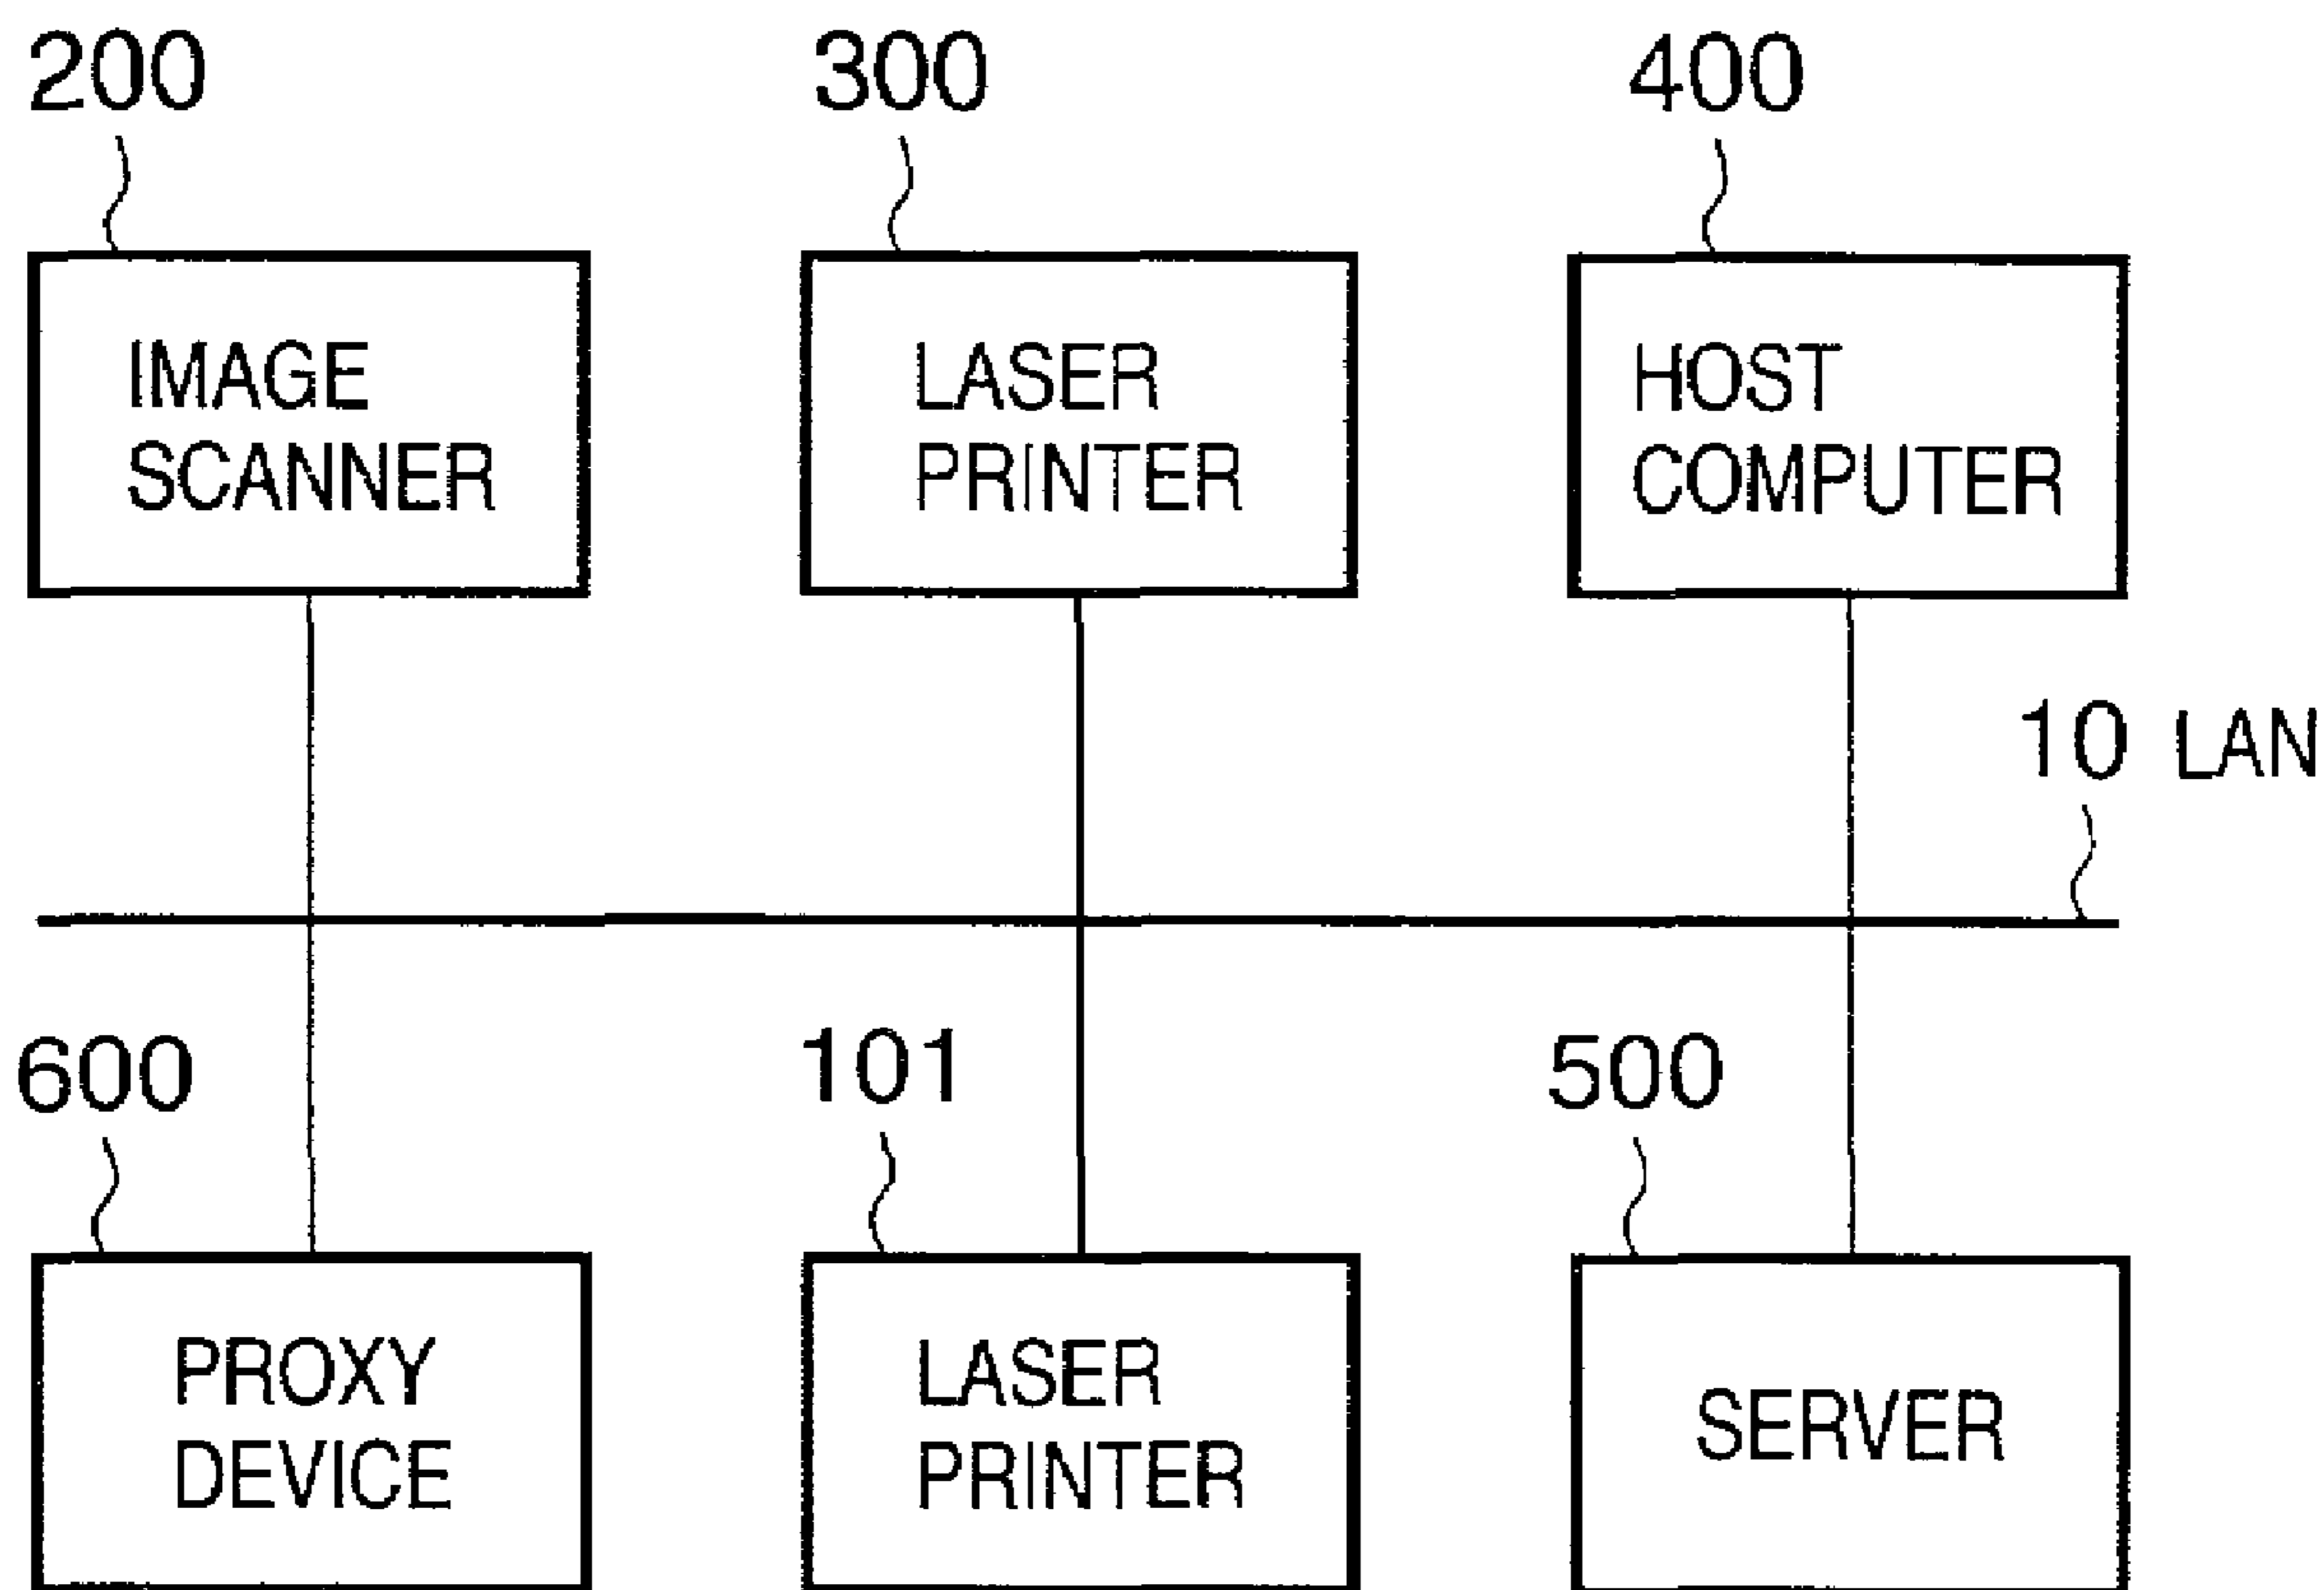 200
300
400
IMAGE
SCANNER
LASER
PRINTER
HOST
COMPUTER
10 LAN
600
101
500
PROXY
DEVICE
LASER
PRINTER
SERVER